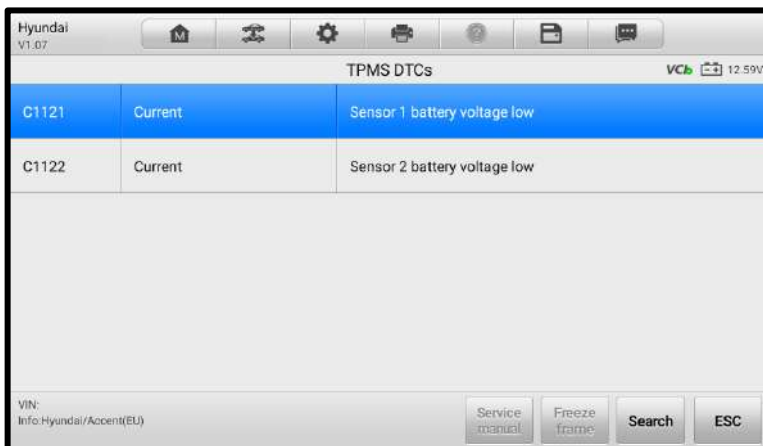 Hyundai
V1.07
M
?
TPMS DTCs
VCb 12.59V
C1121 Current Sensor 1 battery voltage low
C1122 Current Sensor 2 battery voltage low
VIN:
Info:Hyundai/Accent(EU)
Service manual
Freeze frame
Search
ESC